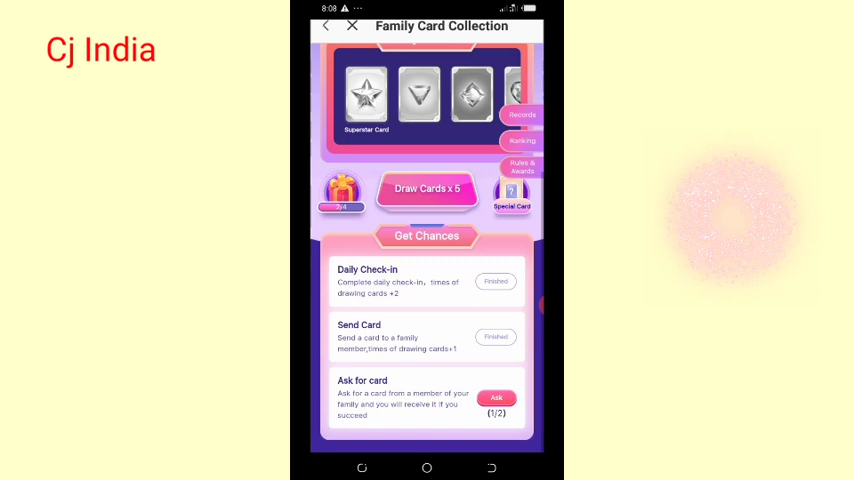 8:08
Cj India
Family Card Collection
Superstar Card
Records
Ranking
Rules &
Awards
Draw Cards x 5
2/4
?
Special Card
Get Chances
Daily Check-in
Complete daily check-in，times of
drawing cards +2
Finished
Send Card
Send a card to a family
member,times of drawing cards+1
Finished
Ask for card
Ask for a card from a member of your
family and you will receive it if you
succeed
Ask
(1/2)